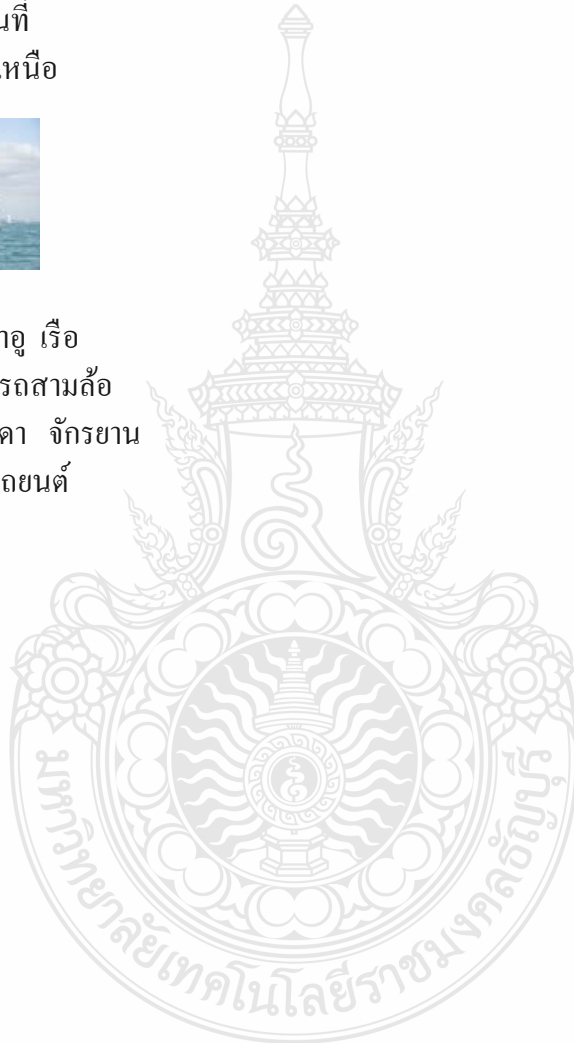 นที่
เหนือ
าอู เรือ
รถสามล้อ
ดา จักรยาน
ถยนต์
มหาวิทยาลัยเทคโนโลยีราชมงคลธัญบุรี